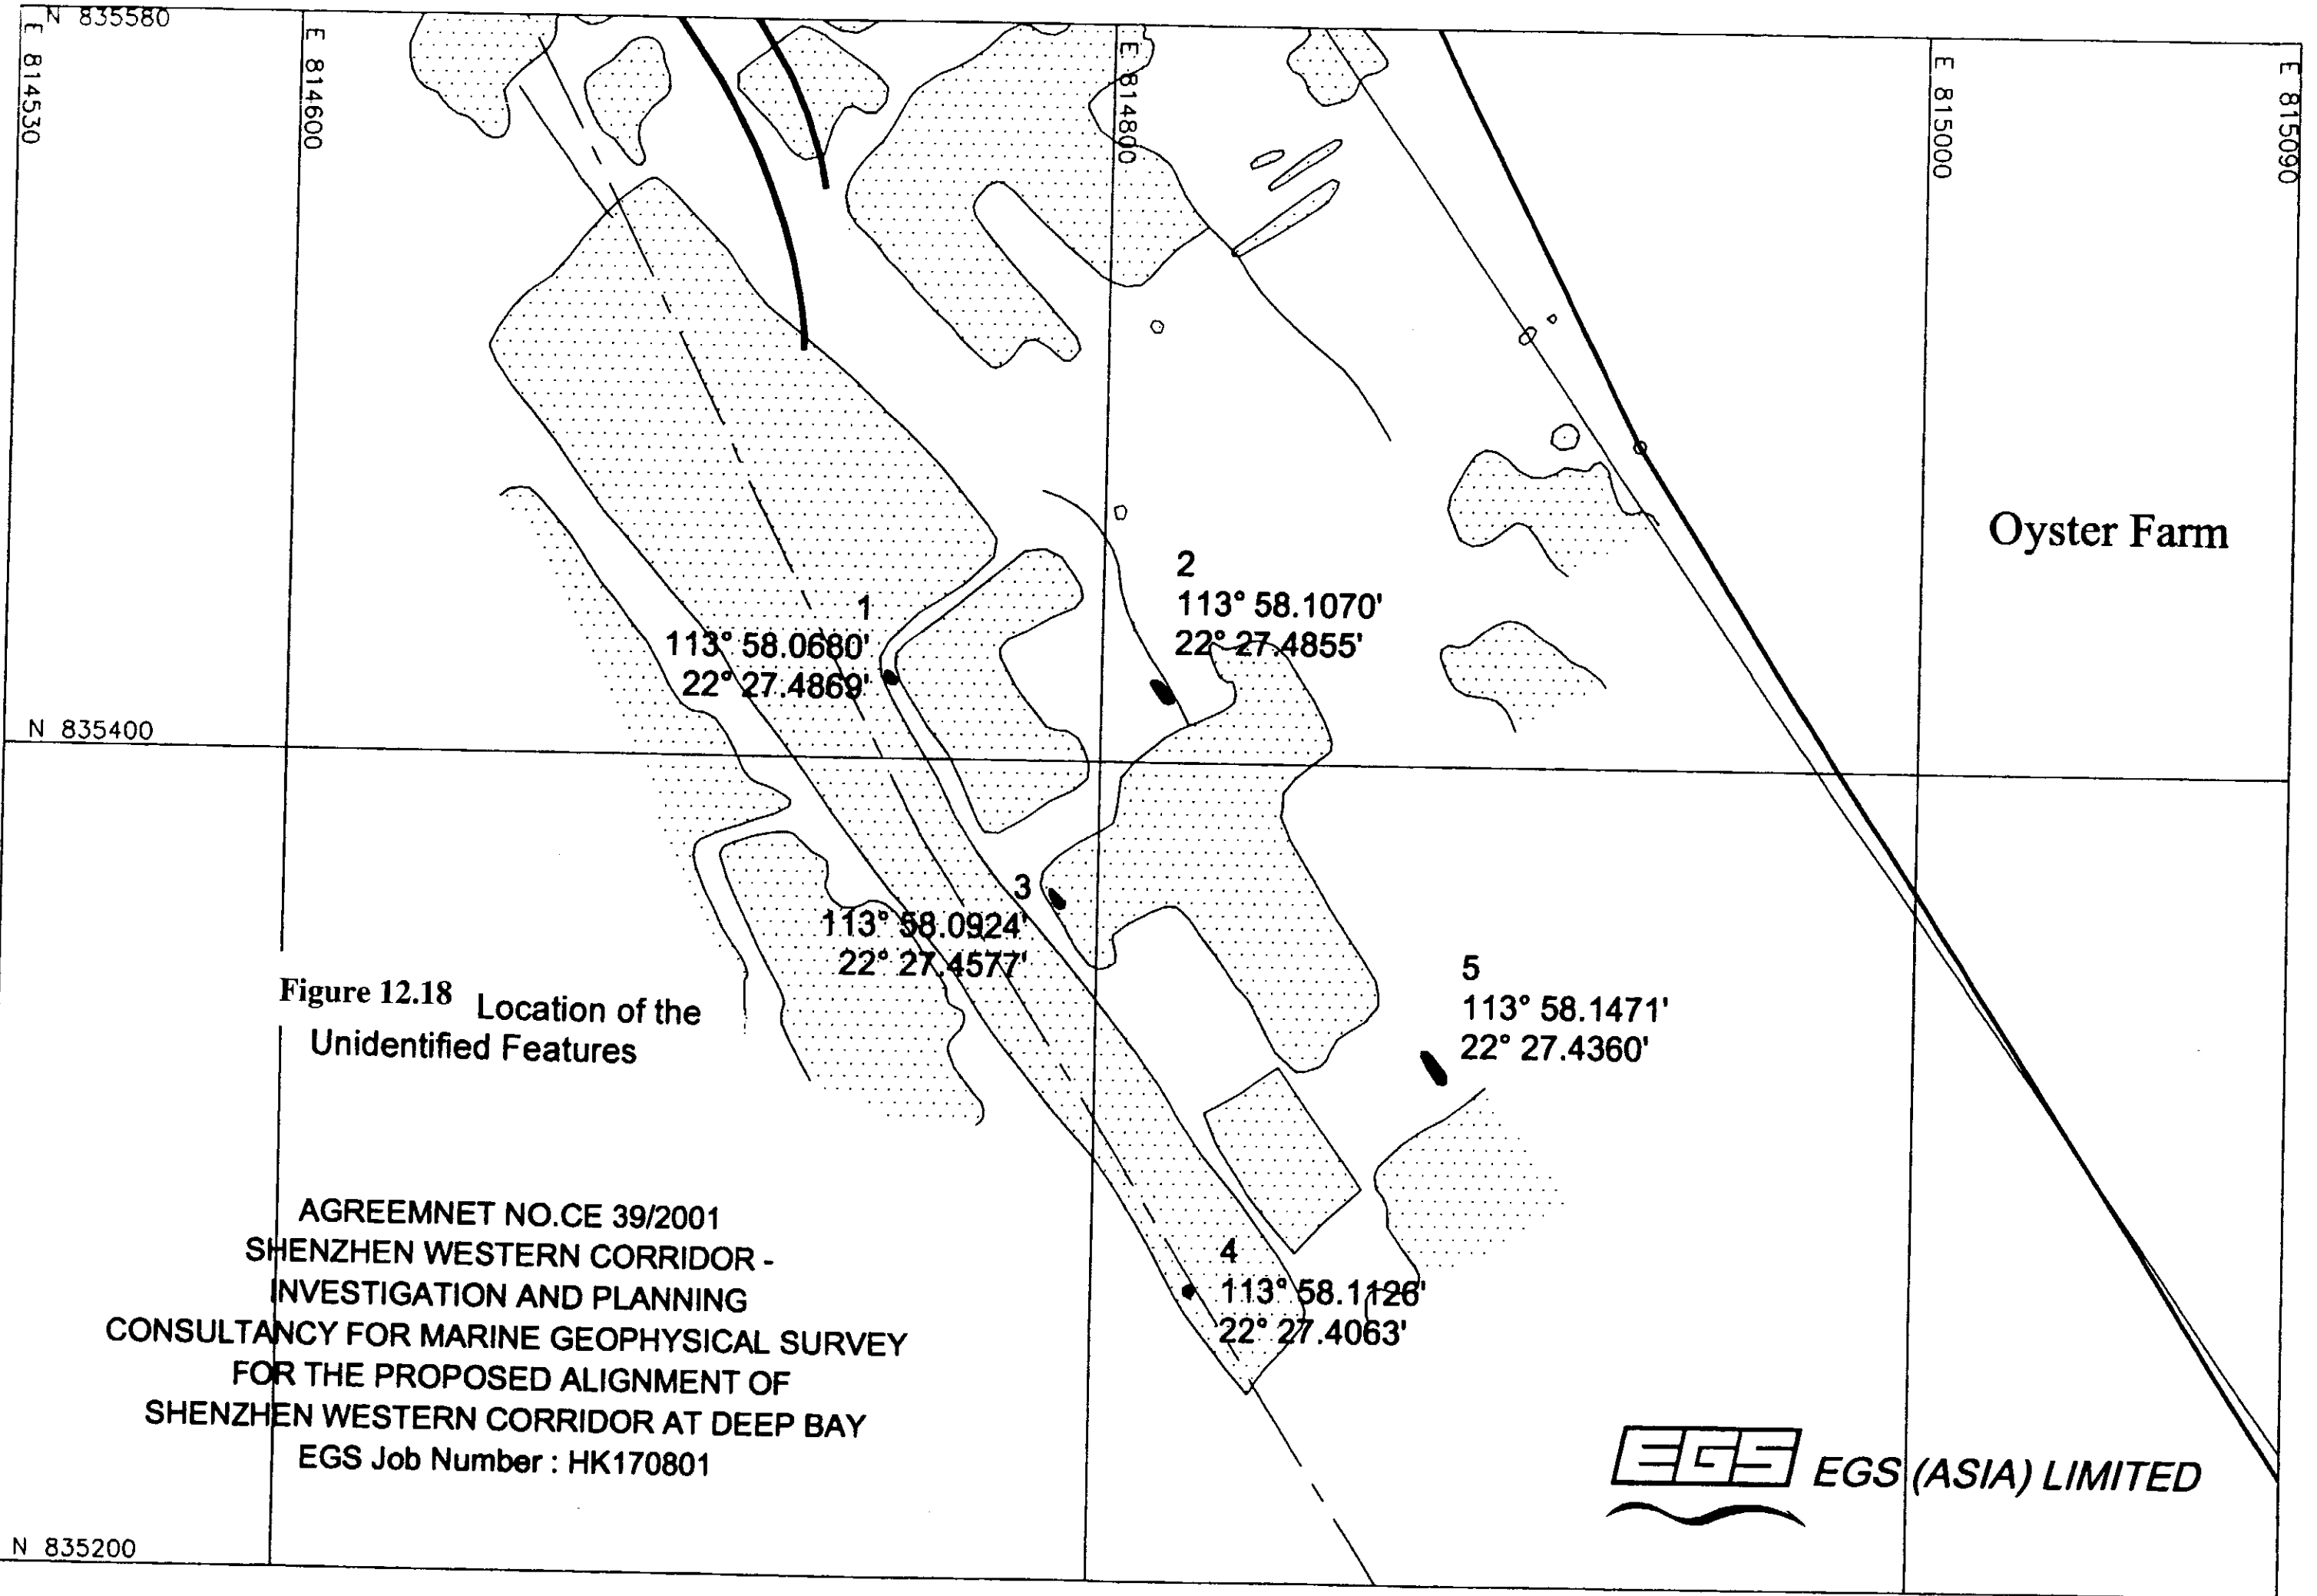 N 835580
E 814530
E 814600
E 814800
E 815000
E 815090
Oyster Farm
2
113° 58.1070'
22° 27.4855'
1
113° 58.0680'
22° 27.4869'
N 835400
3
113° 58.0924'
22° 27.4577'
5
113° 58.1471'
22° 27.4360'
Figure 12.18 Location of the
Unidentified Features
4
113° 58.1126'
22° 27.4063'
AGREEMNET NO.CE 39/2001
SHENZHEN WESTERN CORRIDOR -
INVESTIGATION AND PLANNING
CONSULTANCY FOR MARINE GEOPHYSICAL SURVEY
FOR THE PROPOSED ALIGNMENT OF
SHENZHEN WESTERN CORRIDOR AT DEEP BAY
EGS Job Number : HK170801
EGS EGS (ASIA) LIMITED
N 835200